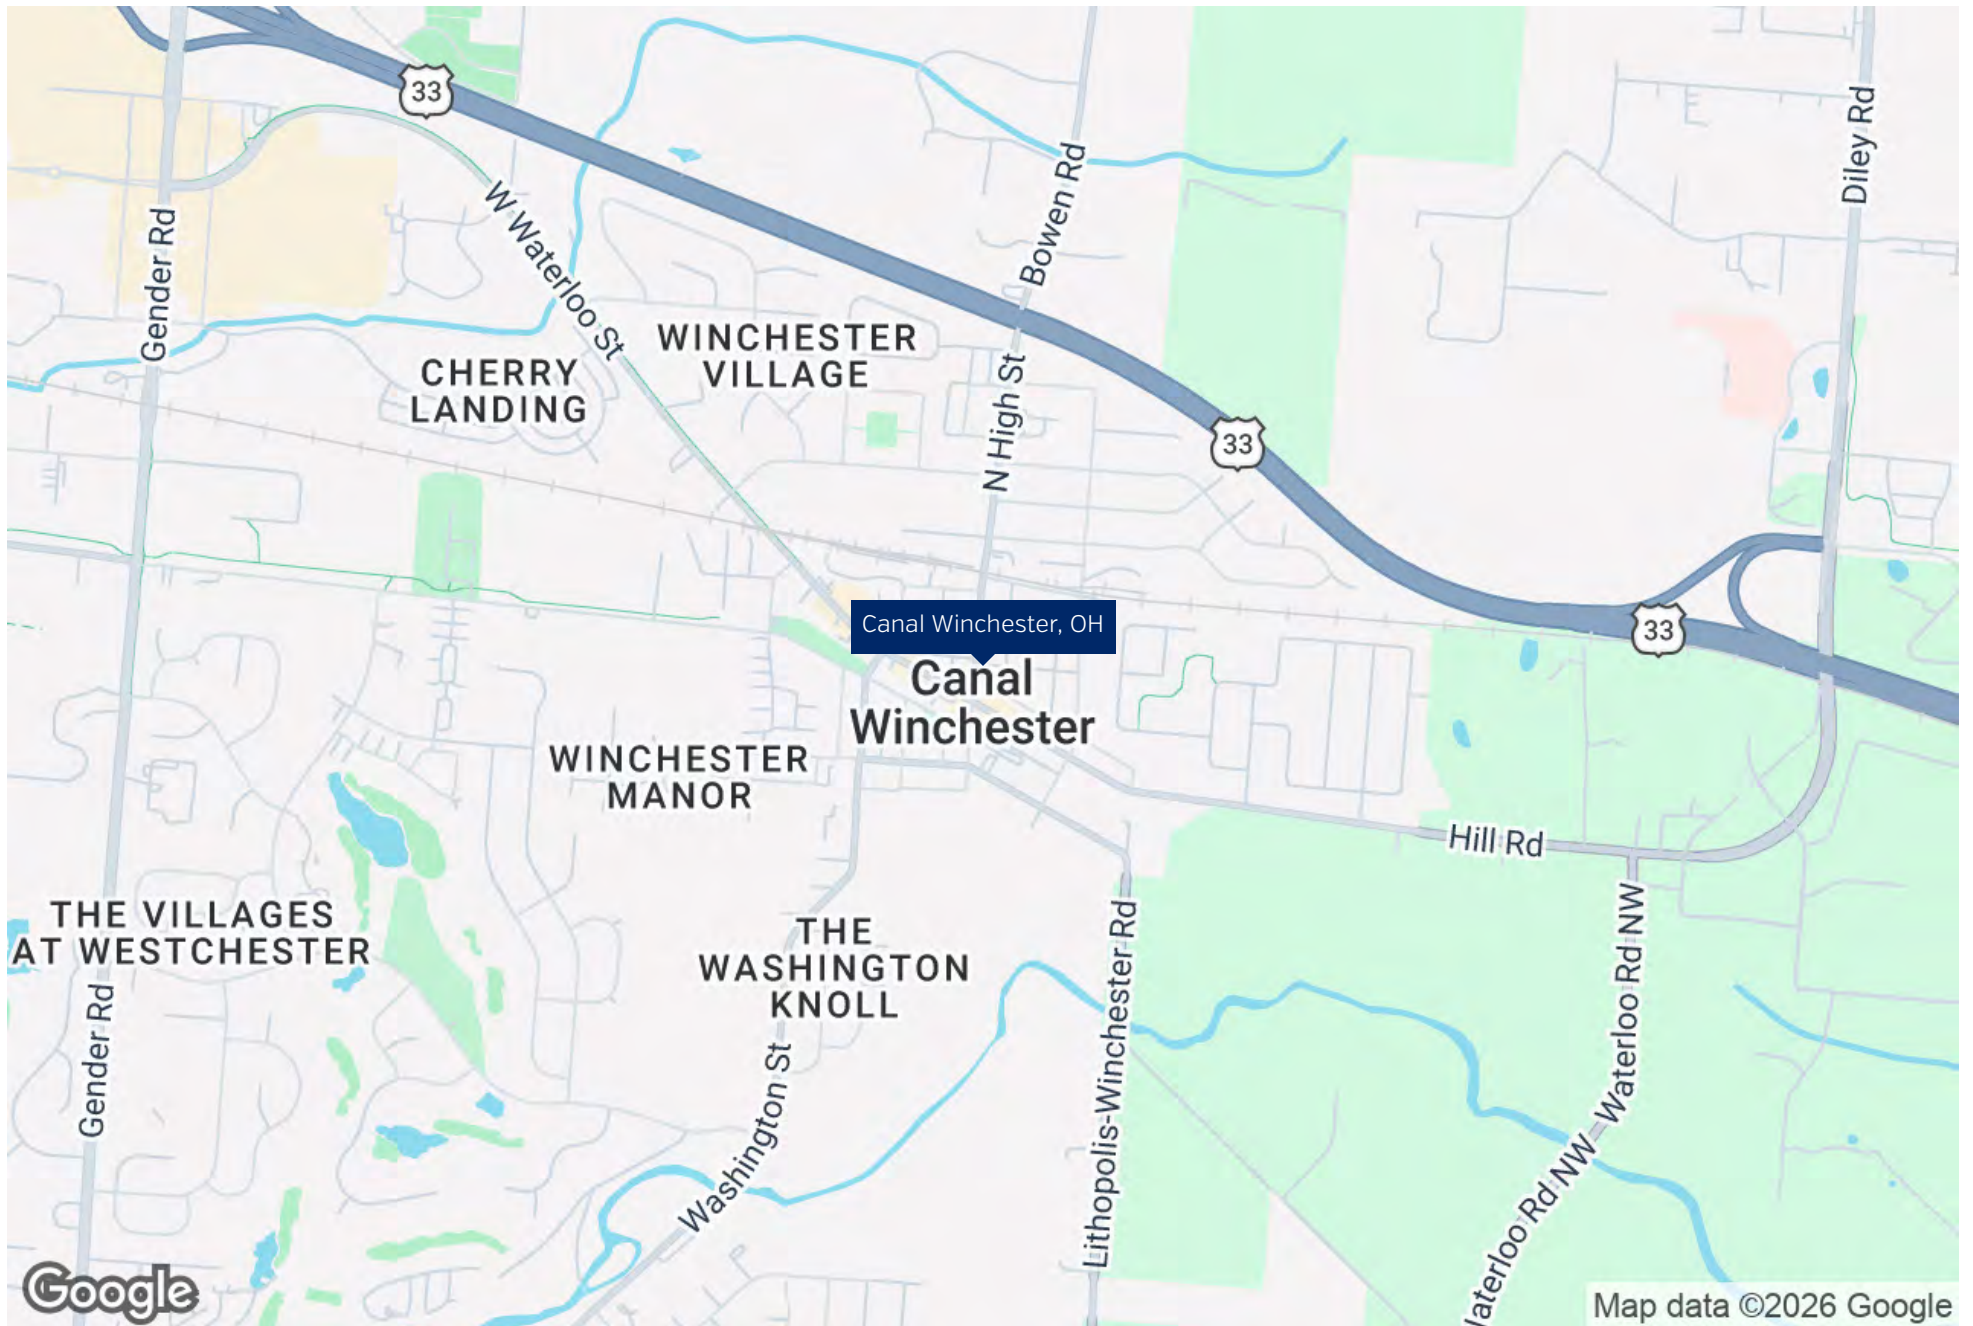 33
Diley Rd
Bowen Rd
W Waterloo St
Gender Rd
WINCHESTER
VILLAGE
CHERRY
LANDING
N High St
33
Canal Winchester, OH
33
Canal
Winchester
WINCHESTER
MANOR
Hill Rd
THE VILLAGES
AT WESTCHESTER
THE
WASHINGTON
KNOLL
Lithopolis-Winchester Rd
Waterloo Rd NW
Gender Rd
Washington St
Waterloo Rd NW
Google
Map data ©2026 Google